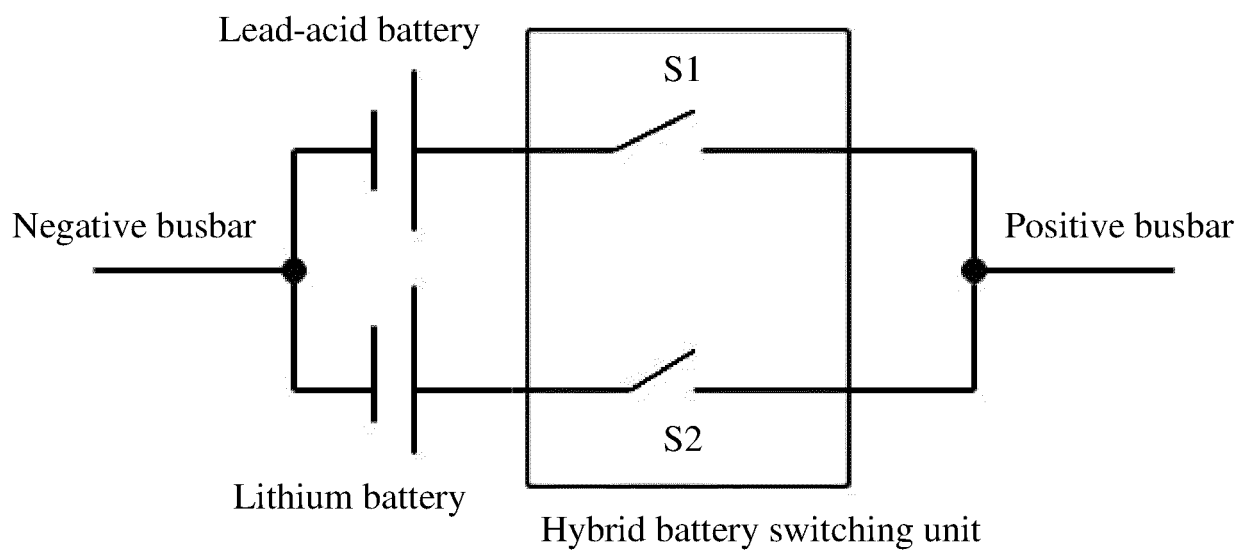 Lead-acid battery
S1
Negative busbar
Positive busbar
S2
Lithium battery
Hybrid battery switching unit